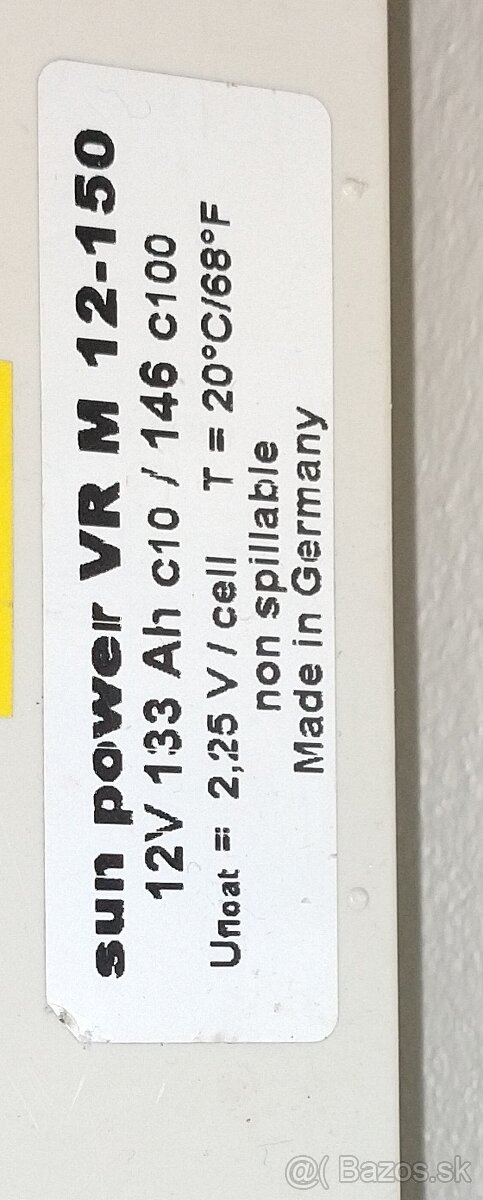 sun power VR M 12-150
12V 133 Ah c10 / 146 c100
Ufloat = 2,25 V / cell T = 20°C/68°F
non spillable
Made in Germany
@( Bazos.sk